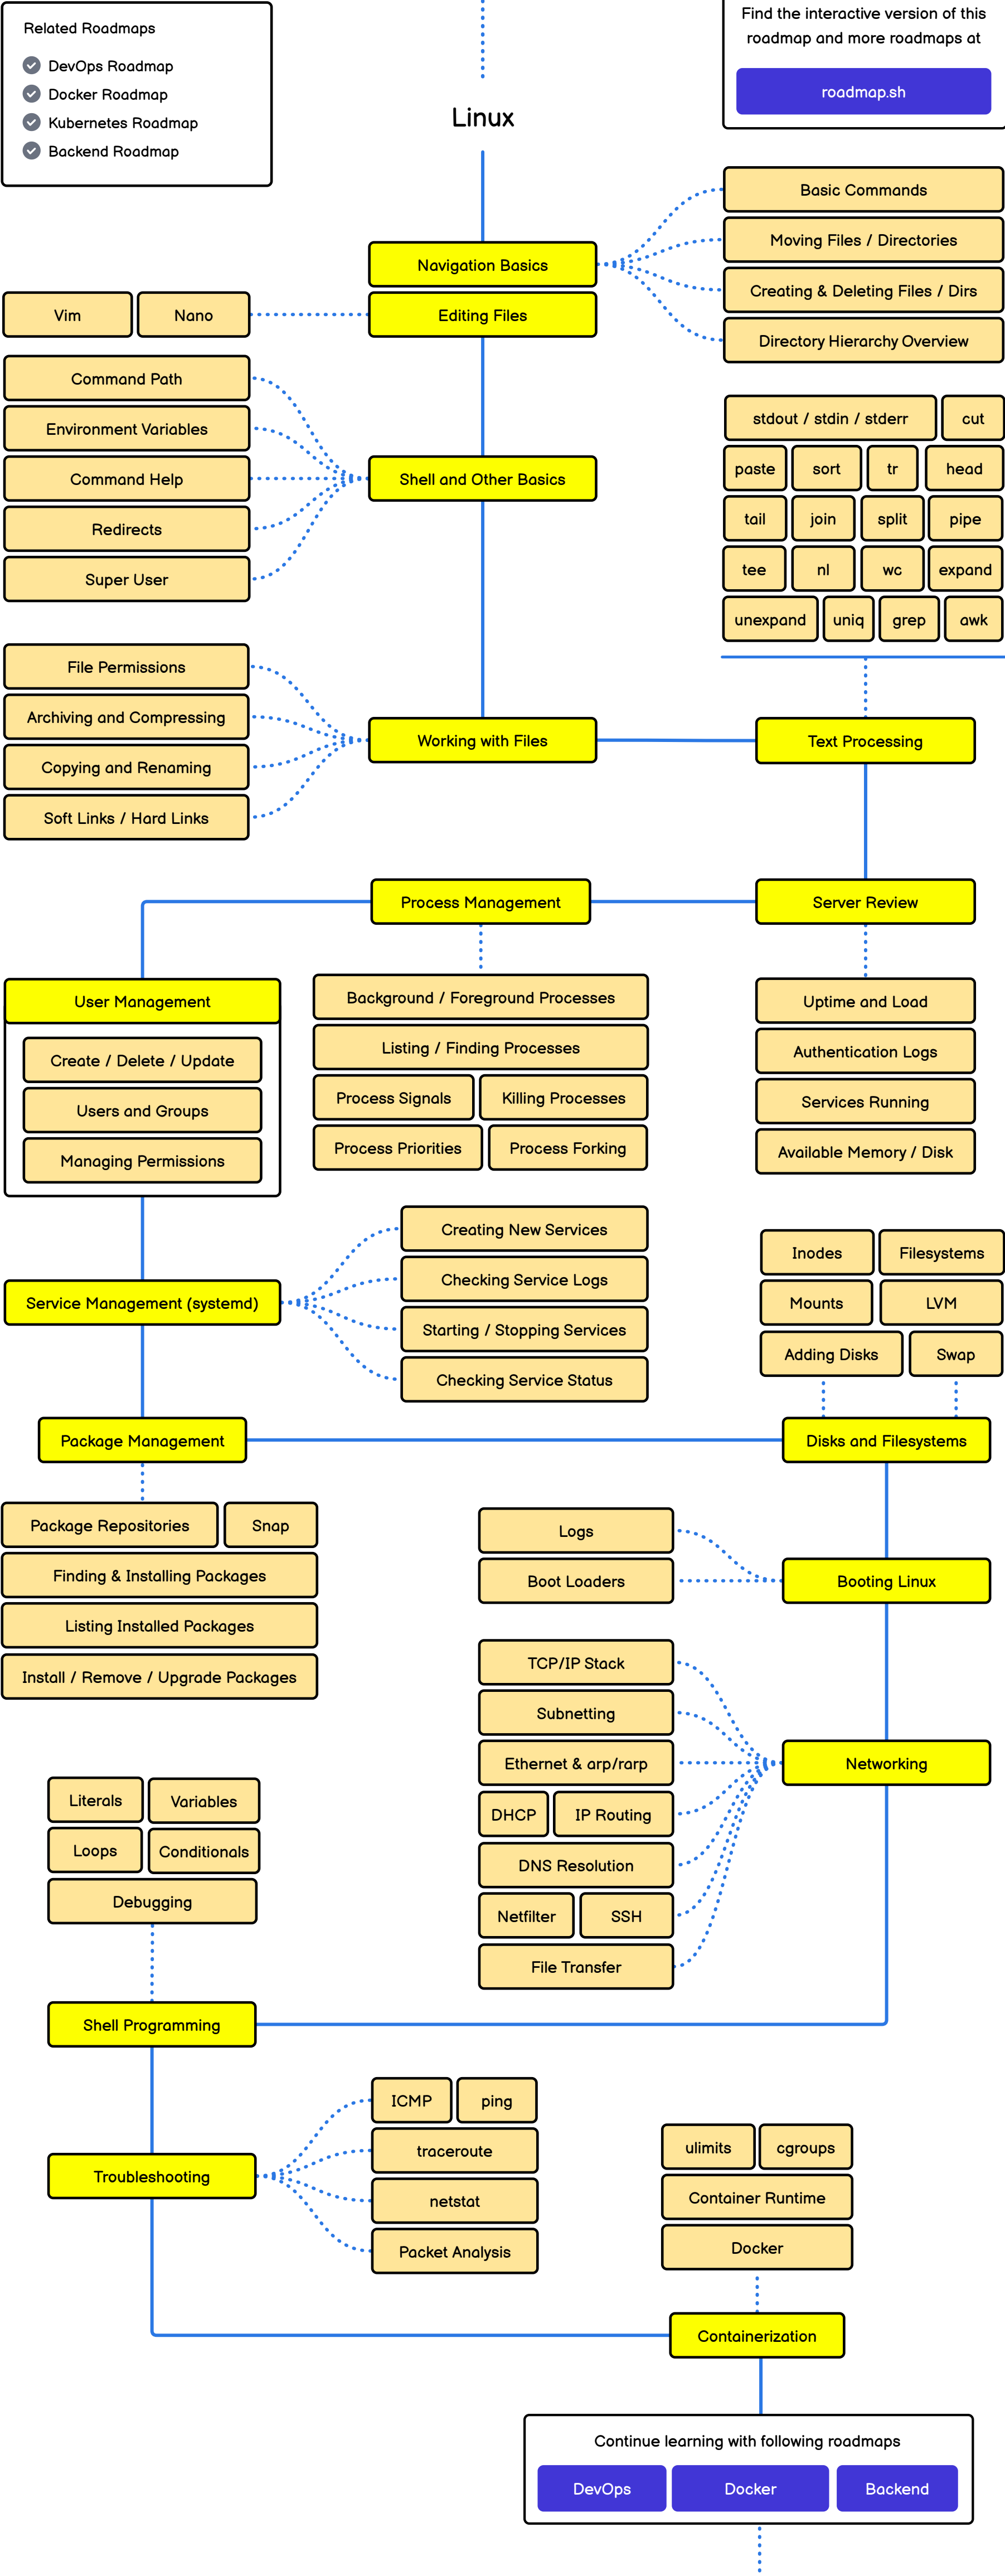 Related Roadmaps
DevOps Roadmap
Docker Roadmap
Kubernetes Roadmap
Backend Roadmap
Find the interactive version of this
roadmap and more roadmaps at
roadmap.sh
Linux
Navigation Basics
Basic Commands
Moving Files / Directories
Creating & Deleting Files / Dirs
Directory Hierarchy Overview
Vim
Nano
Editing Files
Command Path
Environment Variables
Command Help
Redirects
Super User
Shell and Other Basics
stdout / stdin / stderr
cut
paste
sort
tr
head
tail
join
split
pipe
tee
nl
wc
expand
unexpand
uniq
grep
awk
File Permissions
Archiving and Compressing
Copying and Renaming
Soft Links / Hard Links
Working with Files
Text Processing
Process Management
Server Review
User Management
Create / Delete / Update
Users and Groups
Managing Permissions
Background / Foreground Processes
Listing / Finding Processes
Process Signals
Killing Processes
Process Priorities
Process Forking
Uptime and Load
Authentication Logs
Services Running
Available Memory / Disk
Service Management (systemd)
Creating New Services
Checking Service Logs
Starting / Stopping Services
Checking Service Status
Inodes
Filesystems
Mounts
LVM
Adding Disks
Swap
Package Management
Disks and Filesystems
Package Repositories
Snap
Finding & Installing Packages
Listing Installed Packages
Install / Remove / Upgrade Packages
Logs
Boot Loaders
Booting Linux
TCP/IP Stack
Subnetting
Ethernet & arp/rarp
DHCP
IP Routing
DNS Resolution
Netfilter
SSH
File Transfer
Networking
Literals
Variables
Loops
Conditionals
Debugging
Shell Programming
Troubleshooting
ICMP
ping
traceroute
netstat
Packet Analysis
ulimits
cgroups
Container Runtime
Docker
Containerization
Continue learning with following roadmaps
DevOps
Docker
Backend